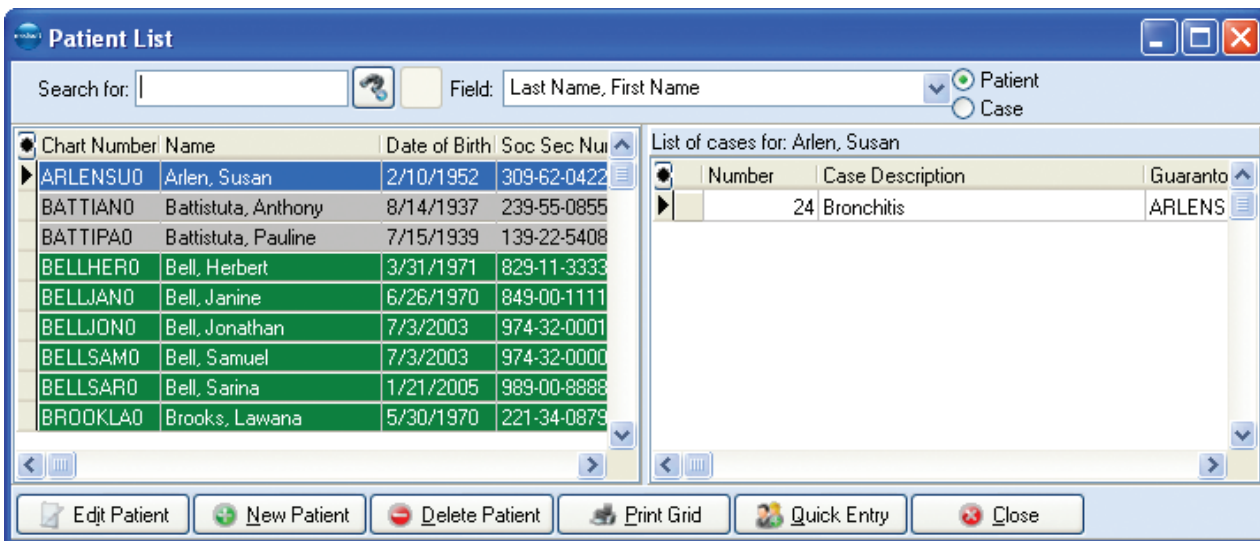 Patient List
Search for: Field: Last Name, First Name Patient
Case
Chart Number Name Date of Birth Soc Sec Nu
ARLENSU0 Arlen, Susan 2/10/1952 309-62-0422
BATTIAN0 Battistuta, Anthony 8/14/1937 239-55-0855
BATTIPA0 Battistuta, Pauline 7/15/1939 139-22-5408
BELLHER0 Bell, Herbert 3/31/1971 829-11-3333
BELLJAN0 Bell, Janine 6/26/1970 849-00-1111
BELLJON0 Bell, Jonathan 7/3/2003 974-32-0001
BELLSAM0 Bell, Samuel 7/3/2003 974-32-0000
BELLSAR0 Bell, Sarina 1/21/2005 989-00-8888
BROOKLA0 Brooks, Lawana 5/30/1970 221-34-0879
List of cases for: Arlen, Susan
Number Case Description Guaranto
24 Bronchitis ARLENS
Edit Patient New Patient Delete Patient Print Grid Quick Entry Close